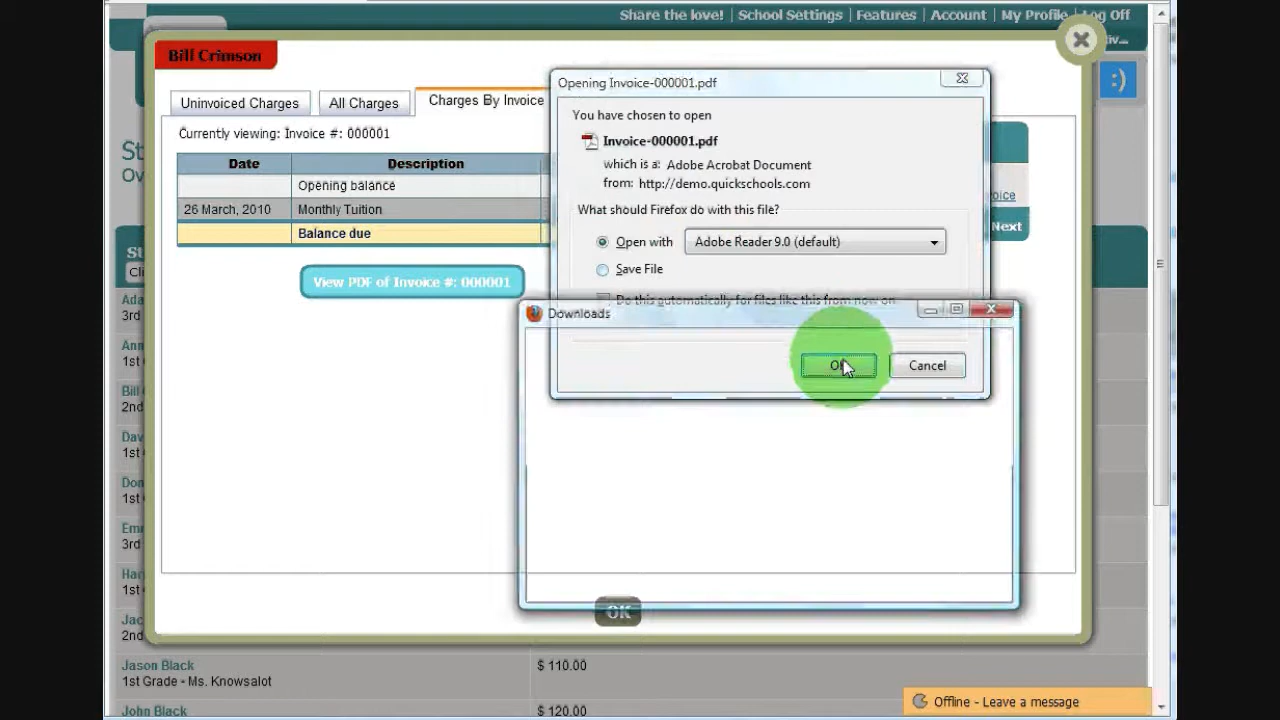 Share the love! | School Settings | Features | Account | My Profile | Log Off
Bill Crimson
Uninvoiced Charges
All Charges
Charges By Invoice
Currently viewing: Invoice #: 000001
Date
Description
Opening balance
26 March, 2010
Monthly Tuition
Balance due
View PDF of Invoice #: 000001
Opening Invoice-000001.pdf
You have chosen to open
Invoice-000001.pdf
which is a: Adobe Acrobat Document
from: http://demo.quickschools.com
What should Firefox do with this file?
Open with
Adobe Reader 9.0 (default)
Save File
Do this automatically for files like this from now on
Downloads
OK
Cancel
Next
:)
OK
Jason Black
1st Grade - Ms. Knowsalot
$ 110.00
John Black
$ 120.00
Offline - Leave a message